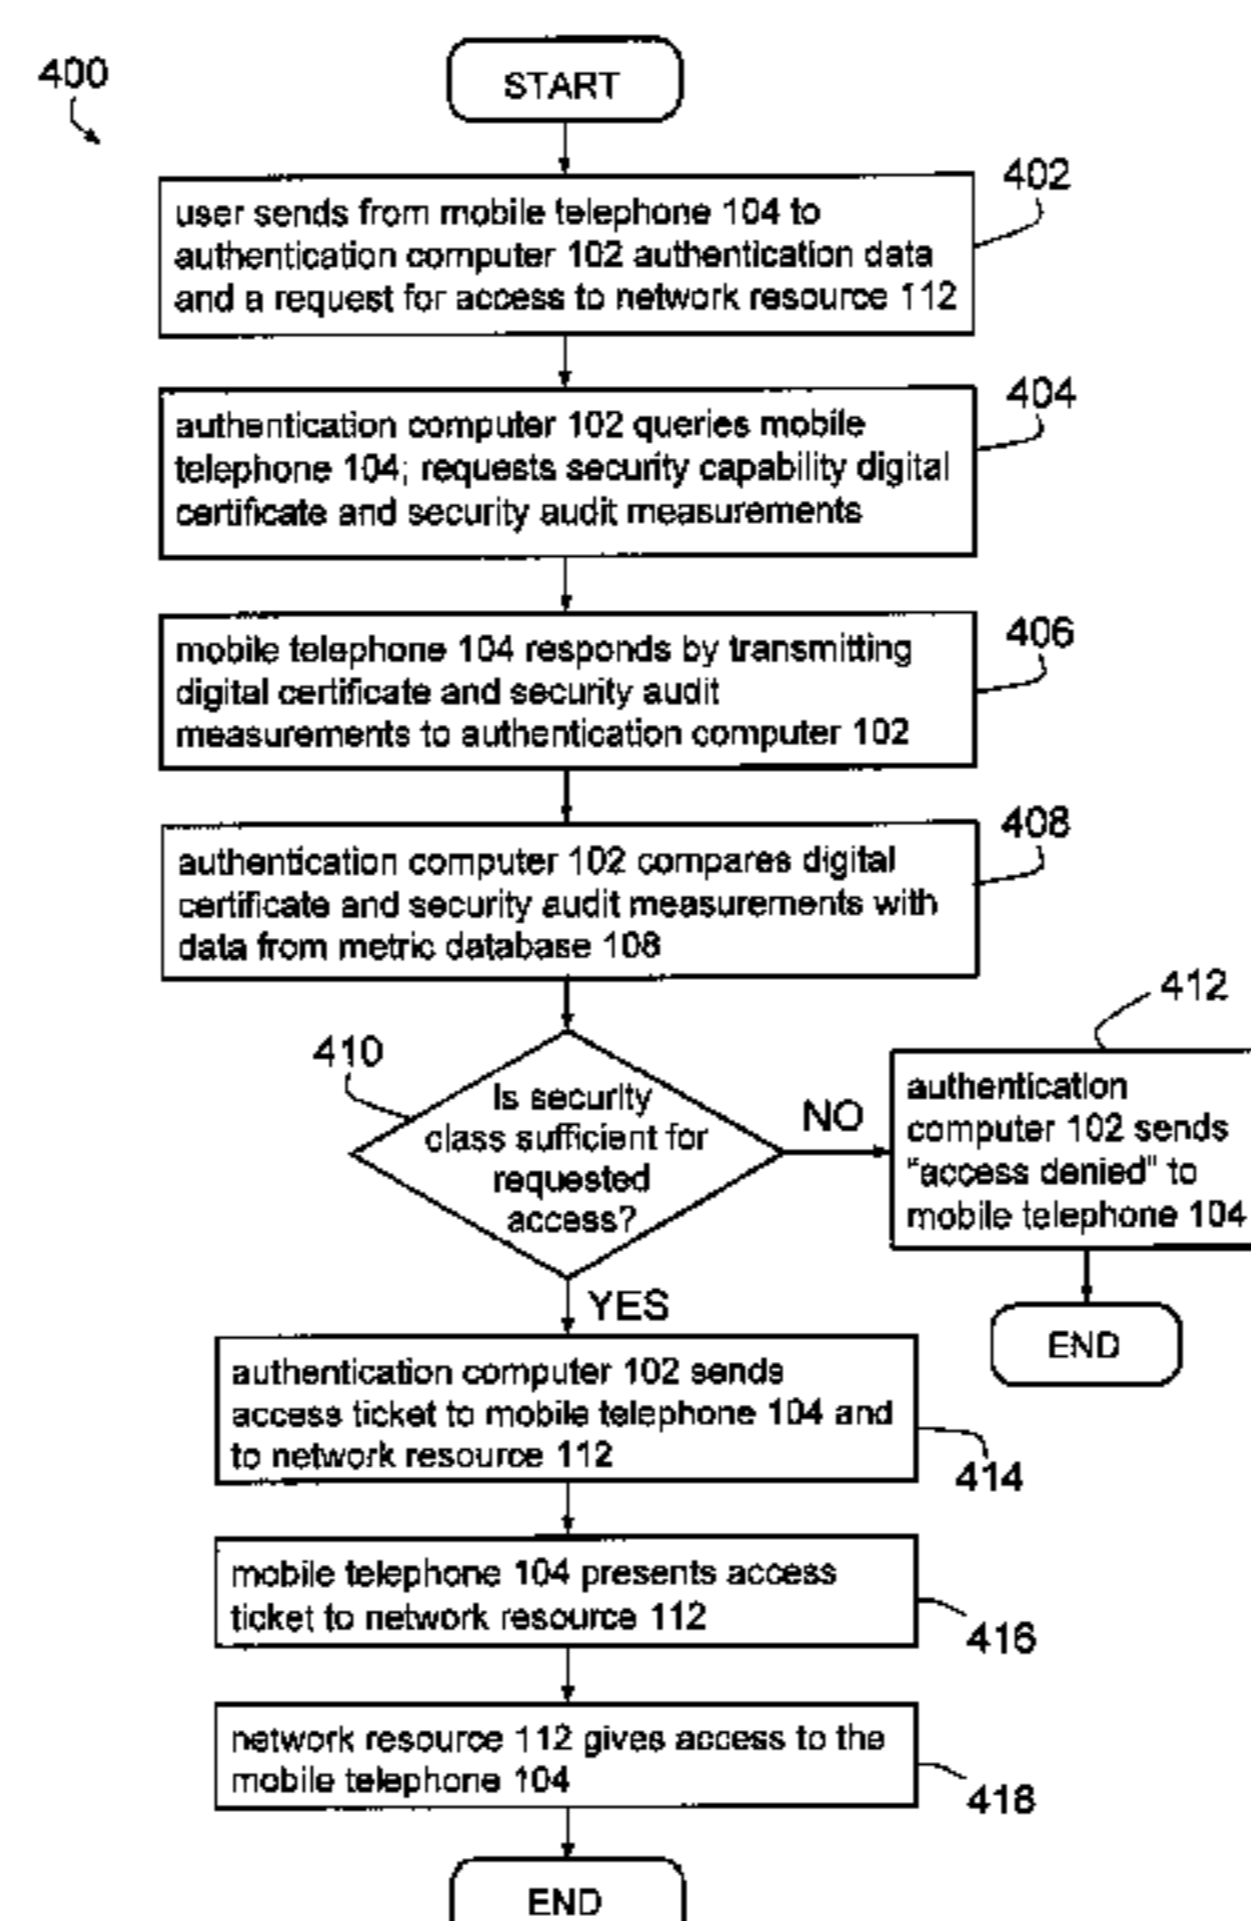 400
START
402
user sends from mobile telephone 104 to
authentication computer 102 authentication data
and a request for access to network resource 112
404
authentication computer 102 queries mobile
telephone 104; requests security capability digital
certificate and security audit measurements
406
mobile telephone 104 responds by transmitting
digital certificate and security audit
measurements to authentication computer 102
408
authentication computer 102 compares digital
certificate and security audit measurements with
data from metric database 108
410
Is security
class sufficient for
requested
access?
NO
412
authentication
computer 102 sends
"access denied" to
mobile telephone 104
END
YES
authentication computer 102 sends
access ticket to mobile telephone 104 and
to network resource 112
414
mobile telephone 104 presents access
ticket to network resource 112
416
network resource 112 gives access to the
mobile telephone 104
418
END